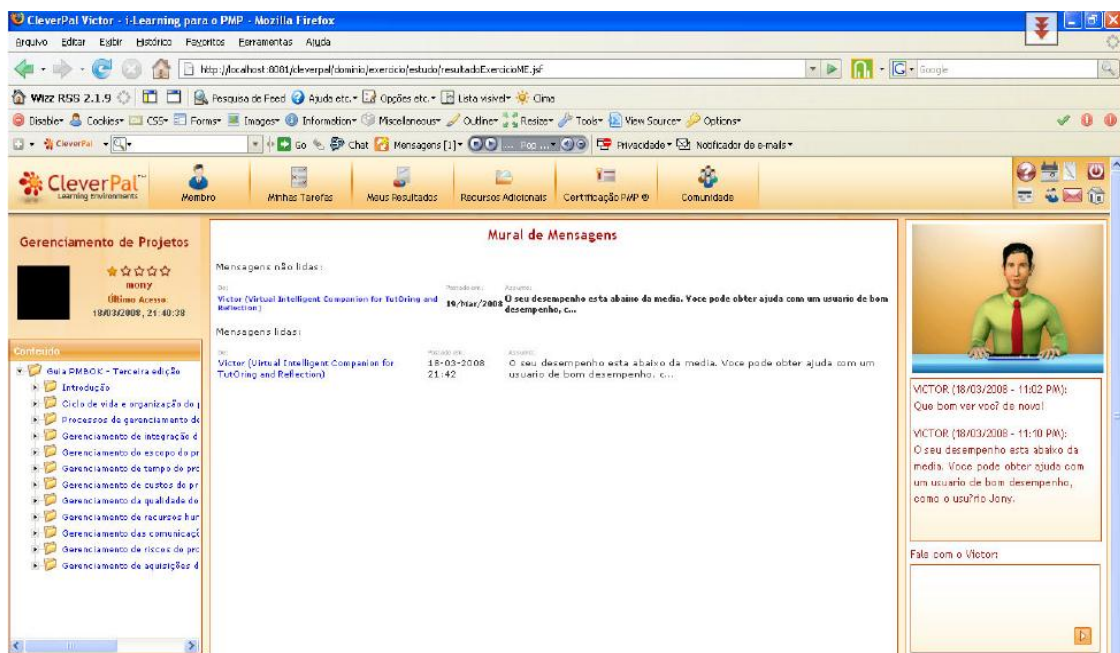 CleverPal Victor - i-Learning para o PMP - Mozilla Firefox
Arquivo Editar Exibir Histórico Favoritos Ferramentas Ajuda
http://localhost:8081/cleverpal/dominio/exercicio/estudo/resultadoExercicioME.jsf
Google
Wizz RSS 2.1.9 Pesquisa de Feed Ajuda etc. Opções etc. Lista visível Clima
Disable Cookies CSS Forms Images Information Miscellaneous Outline Resize Tools View Source Options
CleverPal Go Chat Mensagens [1] Pop ... Privacidade Notificador de e-mails
CleverPal™
Learning Environments
Membro Minhas Tarefas Meus Resultados Recursos Adicionais Certificação PMP ® Comunidade
Gerenciamento de Projetos
mony
Último Acesso:
18/03/2008, 21:40:38
Conteúdo
Guia PMBOK - Terceira edição
Introdução
Ciclo de vida e organização do p
Processos de gerenciamento de
Gerenciamento de integração d
Gerenciamento do escopo do pr
Gerenciamento de tempo do pro
Gerenciamento de custos do pr
Gerenciamento da qualidade do
Gerenciamento de recursos hur
Gerenciamento das comunicaçõ
Gerenciamento de riscos do pro
Gerenciamento de aquisições d
Mural de Mensagens
Mensagens não lidas:
De: Postado em: Assunto:
Victor (Virtual Intelligent Companion for TutOring and Reflection) 19/Mar/2008 O seu desempenho esta abaixo da media. Voce pode obter ajuda com um usuario de bom
desempenho, c...
Mensagens lidas:
De: Postado em: Assunto:
Victor (Virtual Intelligent Companion for 18-03-2008 O seu desempenho esta abaixo da media. Voce pode obter ajuda com um
TutOring and Reflection) 21:42 usuario de bom desempenho, c...
VICTOR (18/03/2008 - 11:02 PM):
Que bom ver voc? de novo!
VICTOR (18/03/2008 - 11:10 PM):
O seu desempenho esta abaixo da
media. Voce pode obter ajuda com
um usuario de bom desempenho,
como o usu?rio Jony.
Fale com o Victor: